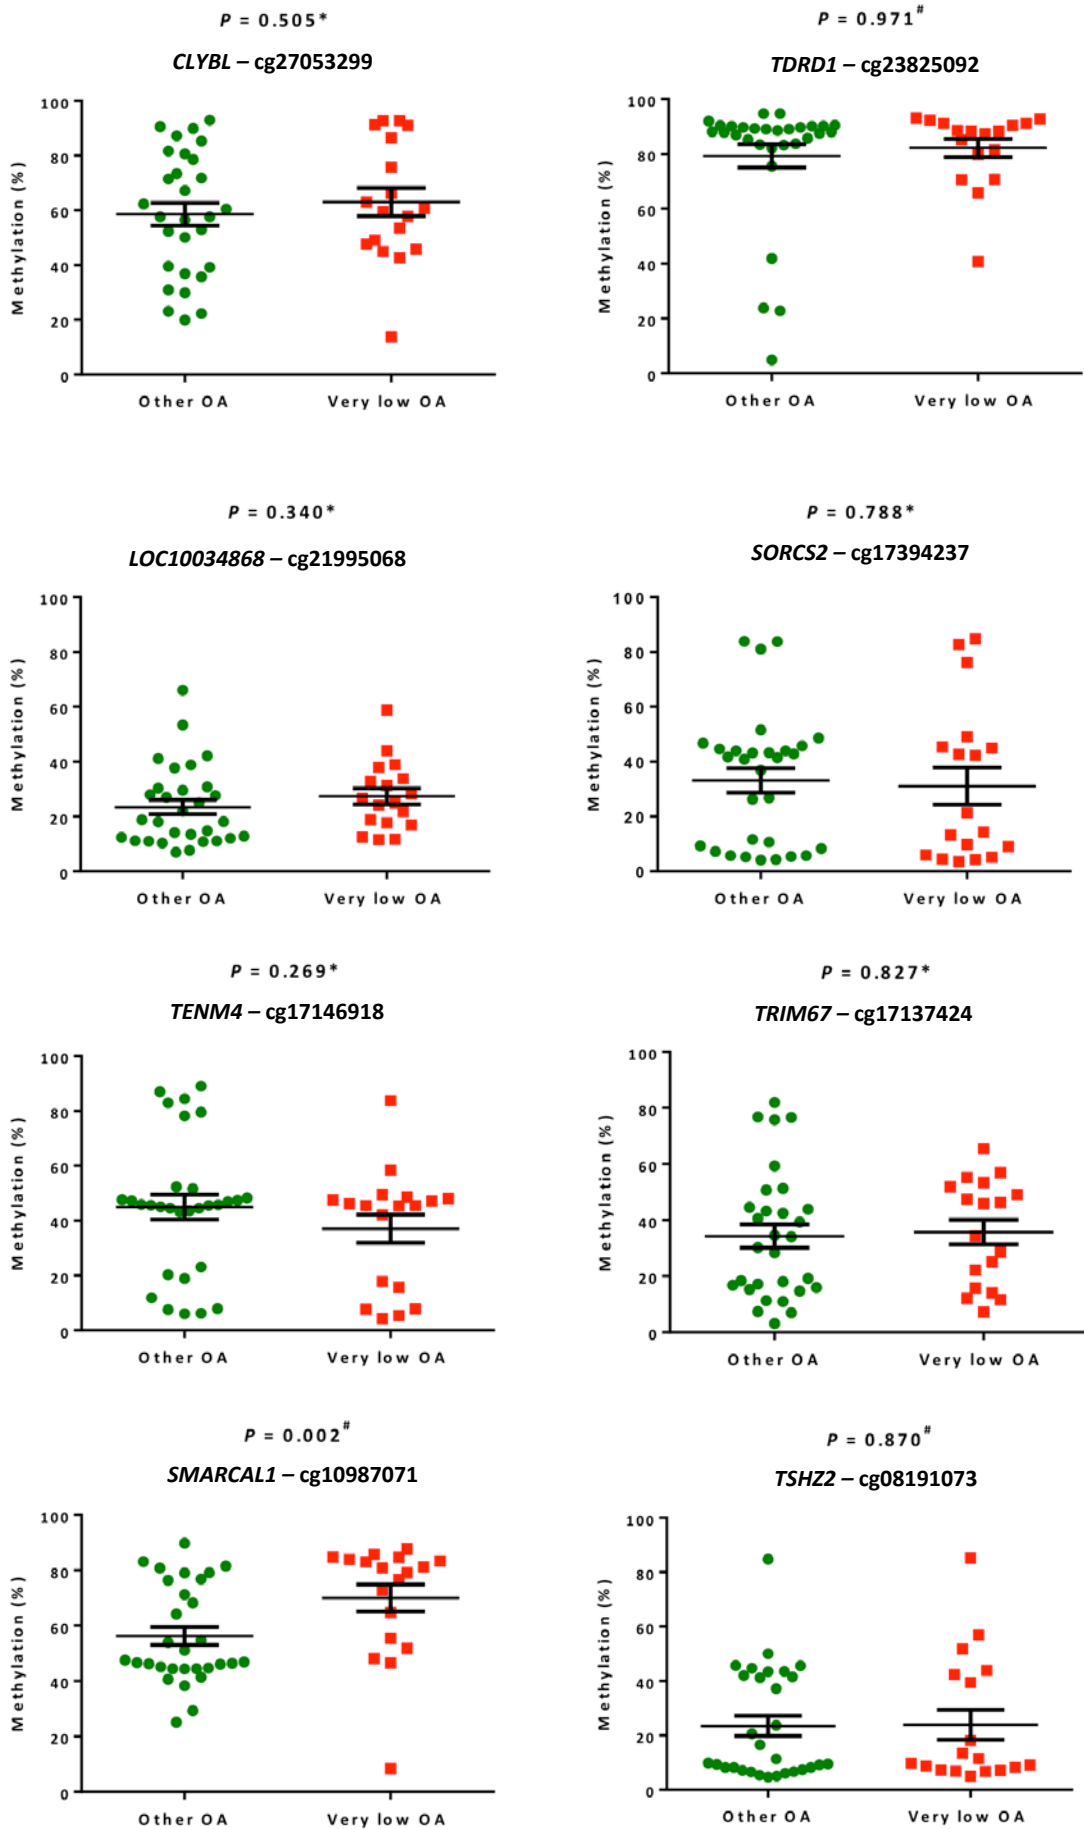 P = 0.505*
CLYBL – cg27053299
100
80
60
40
20
0
Methylation (%)
Other OA Very low OA
P = 0.971#
TDRD1 – cg23825092
100
80
60
40
20
0
Methylation (%)
Other OA Very low OA
P = 0.340*
LOC10034868 – cg21995068
100
80
60
40
20
0
Methylation (%)
Other OA Very low OA
P = 0.788*
SORCS2 – cg17394237
100
80
60
40
20
0
Methylation (%)
Other OA Very low OA
P = 0.269*
TENM4 – cg17146918
100
80
60
40
20
0
Methylation (%)
Other OA Very low OA
P = 0.827*
TRIM67 – cg17137424
100
80
60
40
20
0
Methylation (%)
Other OA Very low OA
P = 0.002#
SMARCAL1 – cg10987071
100
80
60
40
20
0
Methylation (%)
Other OA Very low OA
P = 0.870#
TSHZ2 – cg08191073
100
80
60
40
20
0
Methylation (%)
Other OA Very low OA